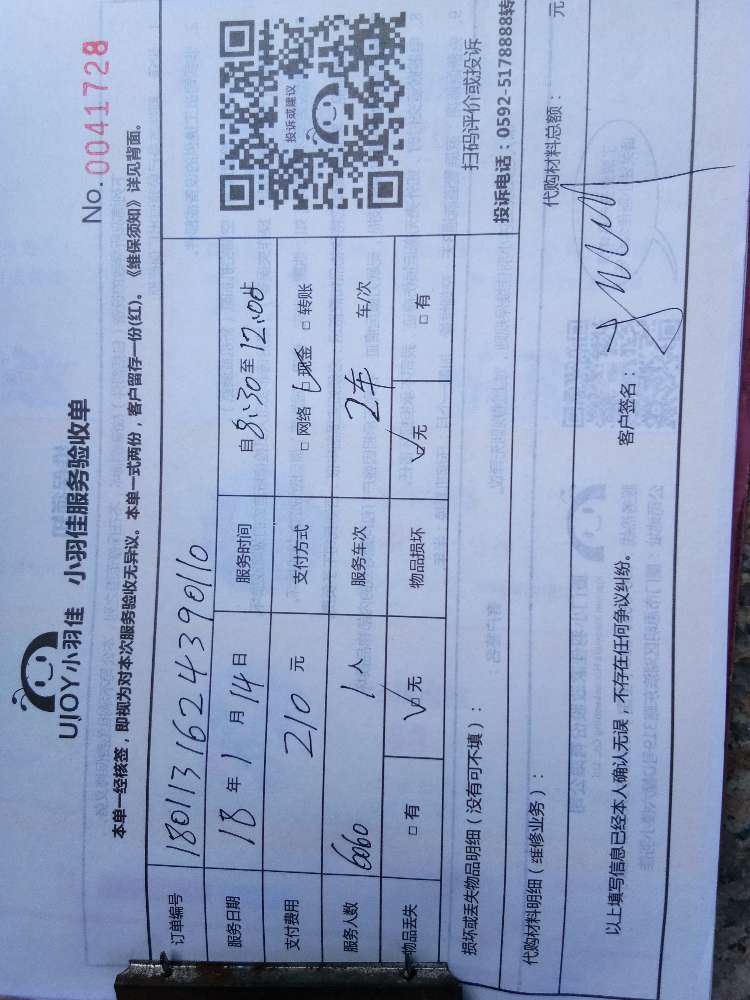 UJOY小羽佳 小羽佳服务验收单
No.0041728
本单一经核签，即视为对本次服务验收无异议。本单一式两份，客户留存一份(红)。《维保须知》详见背面。
订单编号 1801131624390110
服务日期 18 年 1 月 14 日 服务时间 自 8:30 至 12:00
支付费用 210 元 支付方式 □ 网络 □ 现金 □ 转账
服务人数 6060 1 人 服务车次 2车 车/次
物品丢失 □ 有 □ 无 物品损坏 □ 无 □ 有
投诉或建议
扫码评价或投诉
投诉电话：0592-5178888转
损坏或丢失物品明细（没有可不填）：
代购材料明细（维修业务）： 代购材料总额： 元
以上填写信息已经本人确认无误，不存在任何争议纠纷。 客户签名：